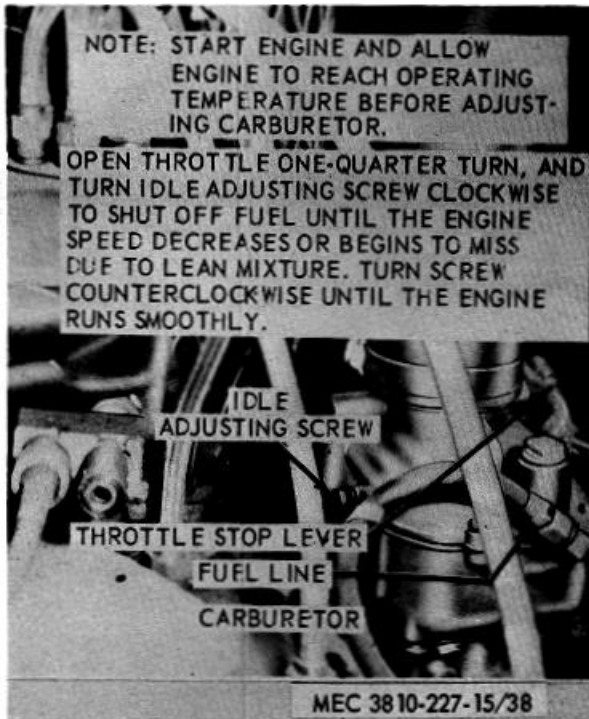 NOTE: START ENGINE AND ALLOW
ENGINE TO REACH OPERATING
TEMPERATURE BEFORE ADJUST-
ING CARBURETOR.
OPEN THROTTLE ONE-QUARTER TURN, AND
TURN IDLE ADJUSTING SCREW CLOCKWISE
TO SHUT OFF FUEL UNTIL THE ENGINE
SPEED DECREASES OR BEGINS TO MISS
DUE TO LEAN MIXTURE. TURN SCREW
COUNTERCLOCKWISE UNTIL THE ENGINE
RUNS SMOOTHLY.
IDLE
ADJUSTING SCREW
THROTTLE STOP LEVER
FUEL LINE
CARBURETOR
MEC 3810-227-15/38